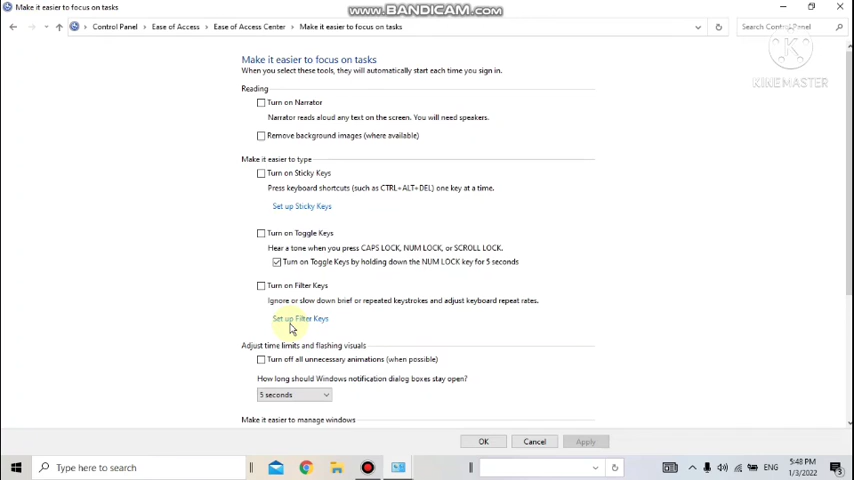 Make it easier to focus on tasks
www.BANDICAM.com
Control Panel > Ease of Access > Ease of Access Center > Make it easier to focus on tasks
Search Control Panel
KINEMASTER
Make it easier to focus on tasks
When you select these tools, they will automatically start each time you sign in.
Reading
Turn on Narrator
Narrator reads aloud any text on the screen. You will need speakers.
Remove background images (where available)
Make it easier to type
Turn on Sticky Keys
Press keyboard shortcuts (such as CTRL+ALT+DEL) one key at a time.
Set up Sticky Keys
Turn on Toggle Keys
Hear a tone when you press CAPS LOCK, NUM LOCK, or SCROLL LOCK.
Turn on Toggle Keys by holding down the NUM LOCK key for 5 seconds
Turn on Filter Keys
Ignore or slow down brief or repeated keystrokes and adjust keyboard repeat rates.
Set up Filter Keys
Adjust time limits and flashing visuals
Turn off all unnecessary animations (when possible)
How long should Windows notification dialog boxes stay open?
5 seconds
Make it easier to manage windows
OK Cancel Apply
Type here to search
ENG
5:48 PM
1/3/2022
3